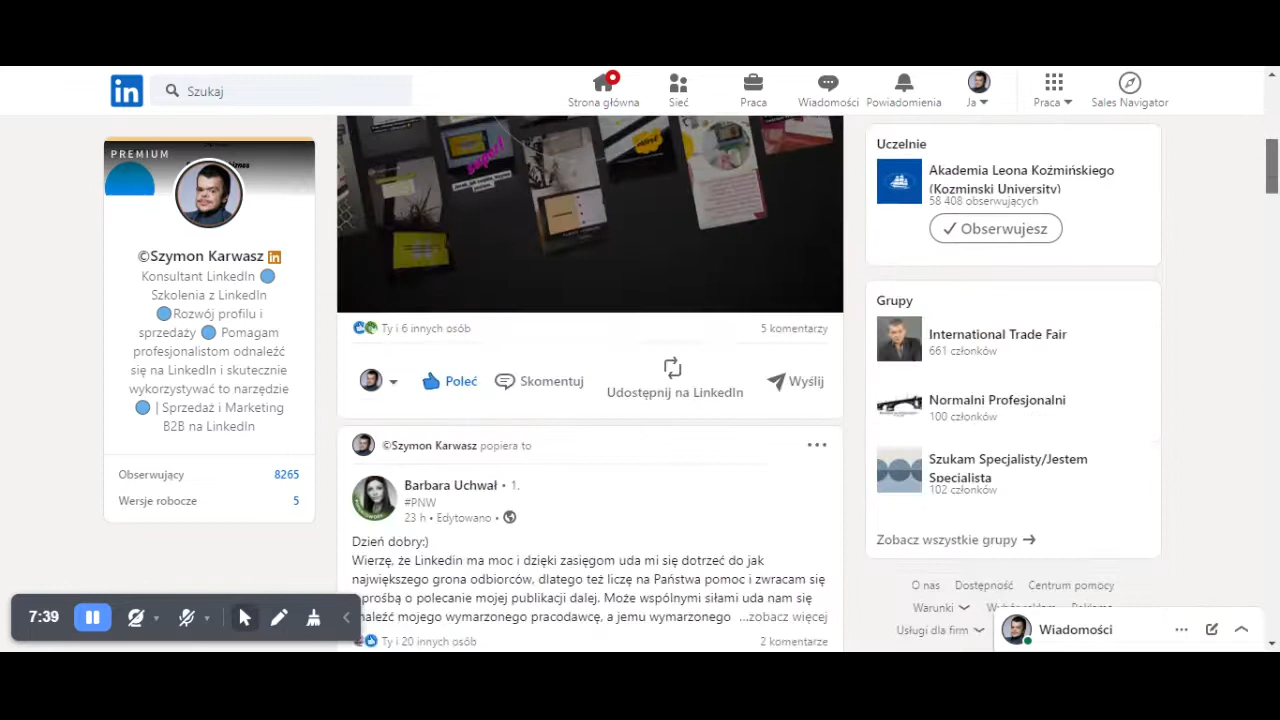 in
Szukaj
Strona główna
Sieć
Praca
Wiadomości
Powiadomienia
Ja
Praca
Sales Navigator
PREMIUM
©Szymon Karwasz in
Konsultant LinkedIn
Szkolenia z LinkedIn
Rozwój profilu i
sprzedaży Pomagam
profesjonalistom odnaleźć
się na LinkedIn i skutecznie
wykorzystywać to narzędzie
| Sprzedaż i Marketing
B2B na LinkedIn
Obserwujący 8265
Wersje robocze 5
super!
Ty i 6 innych osób
5 komentarzy
Poleć
Skomentuj
Udostępnij na LinkedIn
Wyślij
©Szymon Karwasz popiera to
Barbara Uchwał • 1.
#PNW
23 h • Edytowano •
Dzień dobry:)
Wierzę, że Linkedin ma moc i dzięki zasięgom uda mi się dotrzeć do jak
największego grona odbiorców, dlatego też liczę na Państwa pomoc i zwracam się
prośbą o polecanie mojej publikacji dalej. Może wspólnymi siłami uda nam się
naleźć mojego wymarzonego pracodawcę, a jemu wymarzonego ...zobacz więcej
Ty i 20 innych osób
2 komentarze
Uczelnie
Akademia Leona Koźmińskiego
(Kozminski University)
58 408 obserwujących
Obserwujesz
Grupy
International Trade Fair
661 członków
Normalni Profesjonalni
100 członków
Szukam Specjalisty/Jestem
Specjalista
102 członków
Zobacz wszystkie grupy
O nas Dostępność Centrum pomocy
Warunki Wybór reklam Reklama
Usługi dla firm
Wiadomości
7:39